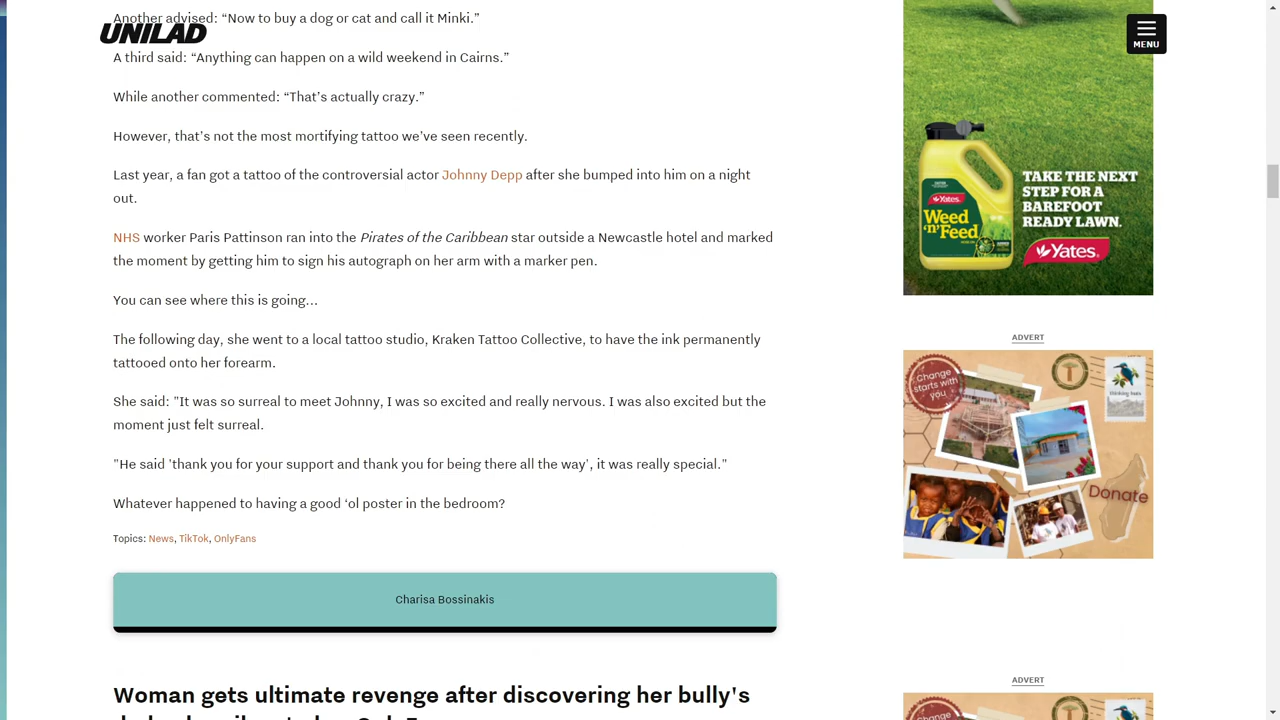 Another advised: “Now to buy a dog or cat and call it Minki.”
UNILAD
MENU
A third said: “Anything can happen on a wild weekend in Cairns.”
While another commented: “That’s actually crazy.”
However, that’s not the most mortifying tattoo we’ve seen recently.
Last year, a fan got a tattoo of the controversial actor Johnny Depp after she bumped into him on a night
out.
NHS worker Paris Pattinson ran into the Pirates of the Caribbean star outside a Newcastle hotel and marked
the moment by getting him to sign his autograph on her arm with a marker pen.
You can see where this is going…
The following day, she went to a local tattoo studio, Kraken Tattoo Collective, to have the ink permanently
tattooed onto her forearm.
She said: "It was so surreal to meet Johnny, I was so excited and really nervous. I was also excited but the
moment just felt surreal.
"He said 'thank you for your support and thank you for being there all the way', it was really special."
Whatever happened to having a good ‘ol poster in the bedroom?
Topics: News, TikTok, OnlyFans
Charisa Bossinakis
Woman gets ultimate revenge after discovering her bully's
Yates
Weed
'n'Feed
TAKE THE NEXT
STEP FOR A
BAREFOOT
READY LAWN.
Yates
ADVERT
Change
starts with
you
thinking hats
Donate
ADVERT
Change